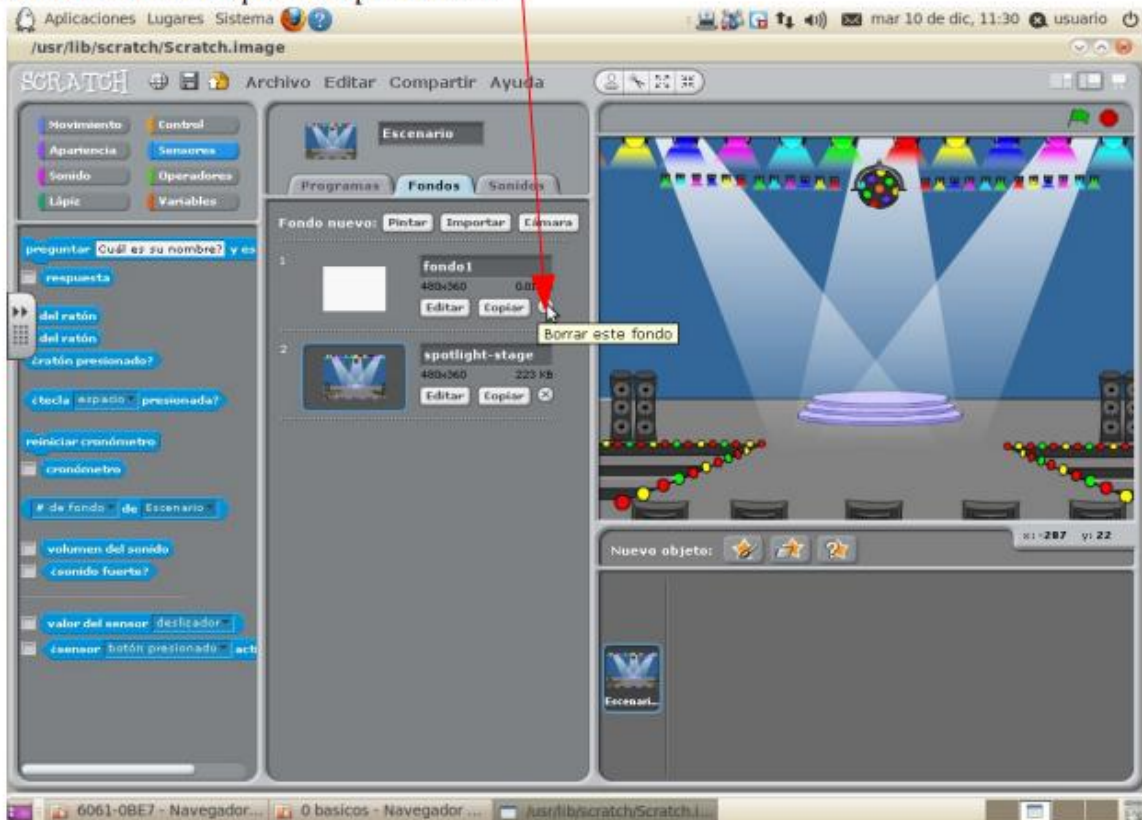 Aplicaciones Lugares Sistema mar 10 de dic, 11:30 usuario
/usr/lib/scratch/Scratch.image
SCRATCH Archivo Editar Compartir Ayuda
Movimiento Control
Apariencia Sensores
Sonido Operadores
Lápiz Variables
preguntar Cuál es su nombre? y es
respuesta
del ratón
del ratón
¿ratón presionado?
¿tecla espacio presionada?
reiniciar cronómetro
cronómetro
# de fondo de Escenario
volumen del sonido
¿sonido fuerte?
valor del sensor deslizador
¿sensor botón presionado acti
Escenario
Programas Fondos Sonidos
Fondo nuevo: Pintar Importar Cámara
1
fondo1
480x360
Editar Copiar
Borrar este fondo
2
spotlight-stage
480x360 223 KB
Editar Copiar
x: -287 y: 22
Nuevo objeto:
Escenari...
6061-0BE7 - Navegador... 0 basicos - Navegador ... /usr/lib/scratch/Scratch.i...